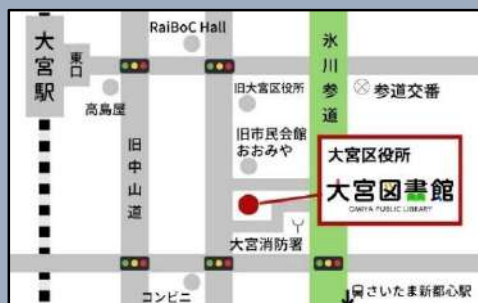 RaiBoC Hall
大宮駅
東口
高島屋
旧中山道
旧大宮区役所
旧市民会館
おおみや
氷川参道
参道交番
大宮区役所
大宮図書館
OMIYA PUBLIC LIBRARY
大宮消防署
コンビニ
さいたま新都心駅